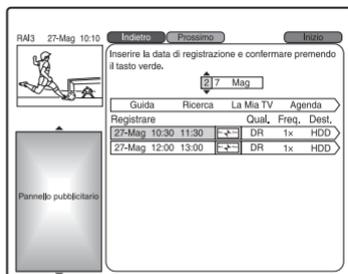 RAI3 27-Mag 10:10
Indietro Prossimo Inizio
Inserire la data di registrazione e confermare premendo
il tasto verde.
2 7 Mag
Guida Ricerca La Mia TV Agenda
Registrare Qual. Freq. Dest.
27-Mag 10:30 11:30 DR 1x HDD
27-Mag 12:00 13:00 DR 1x HDD
Pannello pubblicitario